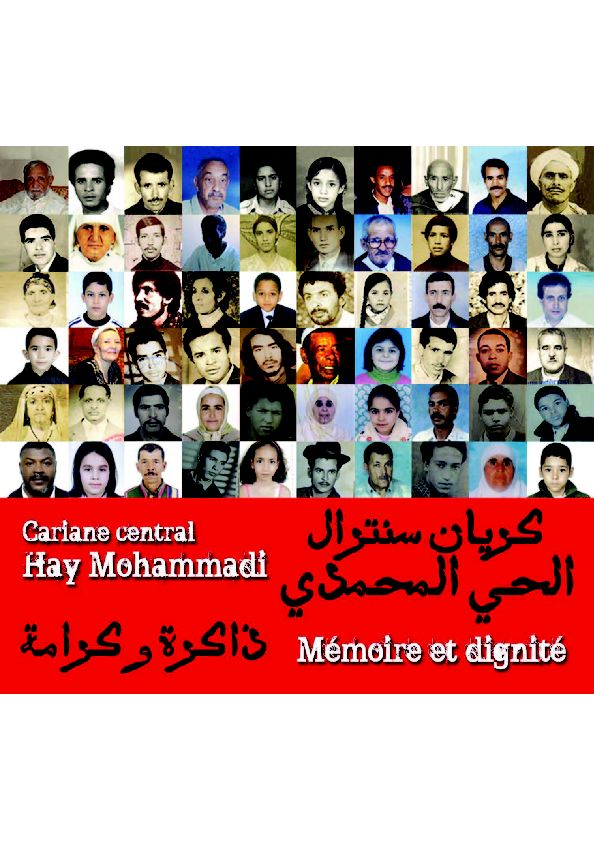 Cariane central
Hay Mohammadi
كريان سنترال
الحي المحمدي
ذاكرة و كرامة
Mémoire et dignité